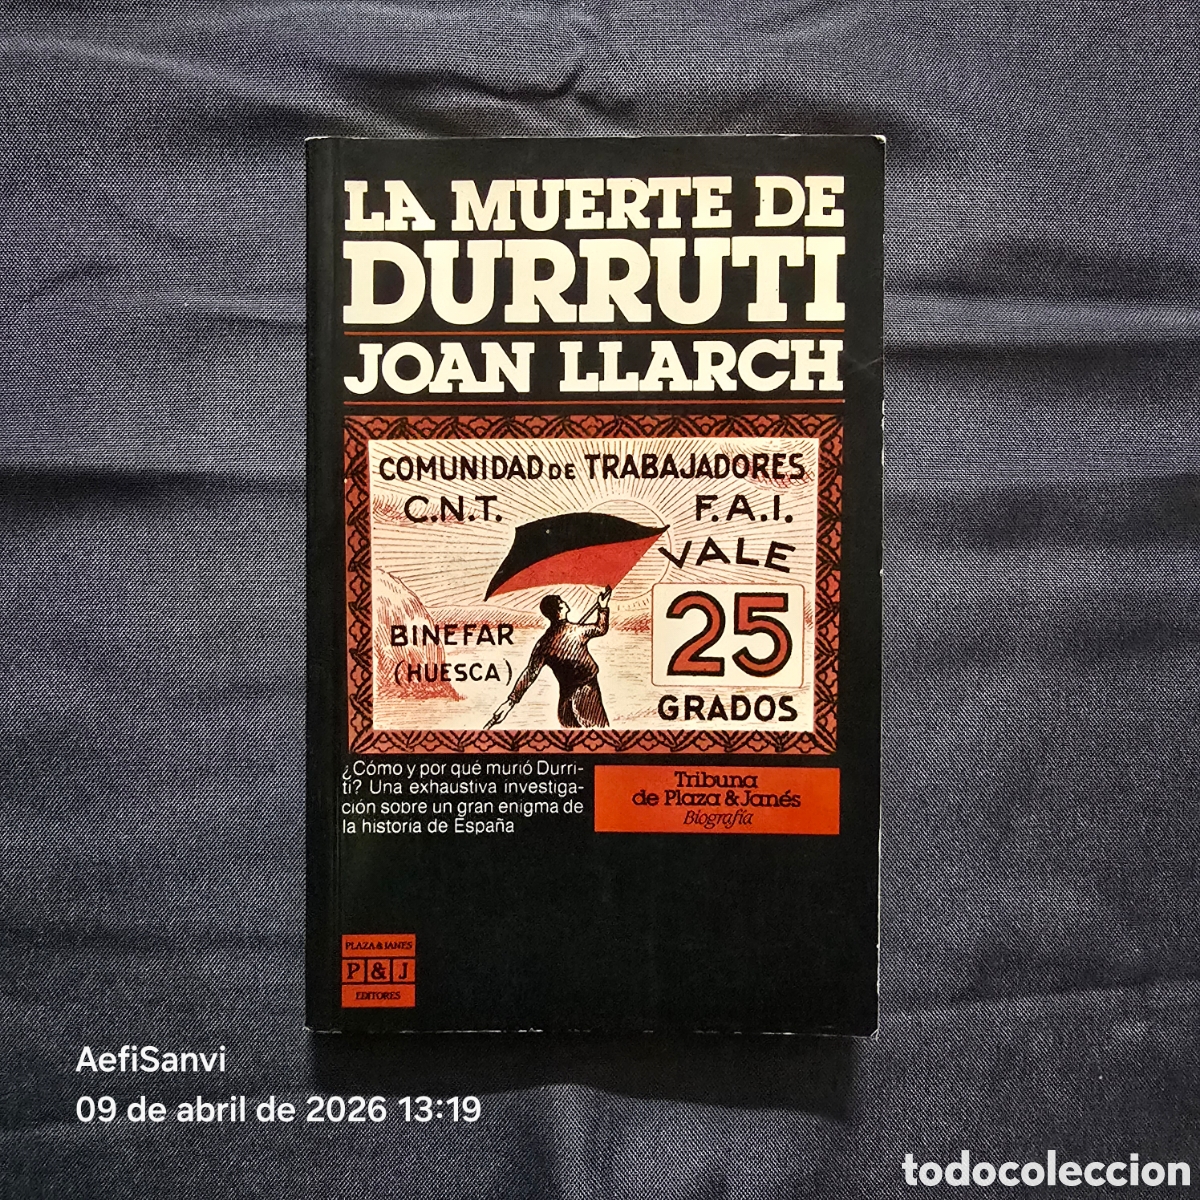 LA MUERTE DE
DURRUTI
JOAN LLARCH
COMUNIDAD DE TRABAJADORES
C.N.T. F.A.I.
VALE
25
BINEFAR
(HUESCA)
GRADOS
¿Cómo y por qué murió Durri-
ti? Una exhaustiva investiga-
ción sobre un gran enigma de
la historia de España
Tribuna
de Plaza & Janés
Biografía
PLAZA & JANES
P & J
EDITORES
AefiSanvi
09 de abril de 2026 13:19
todocoleccion